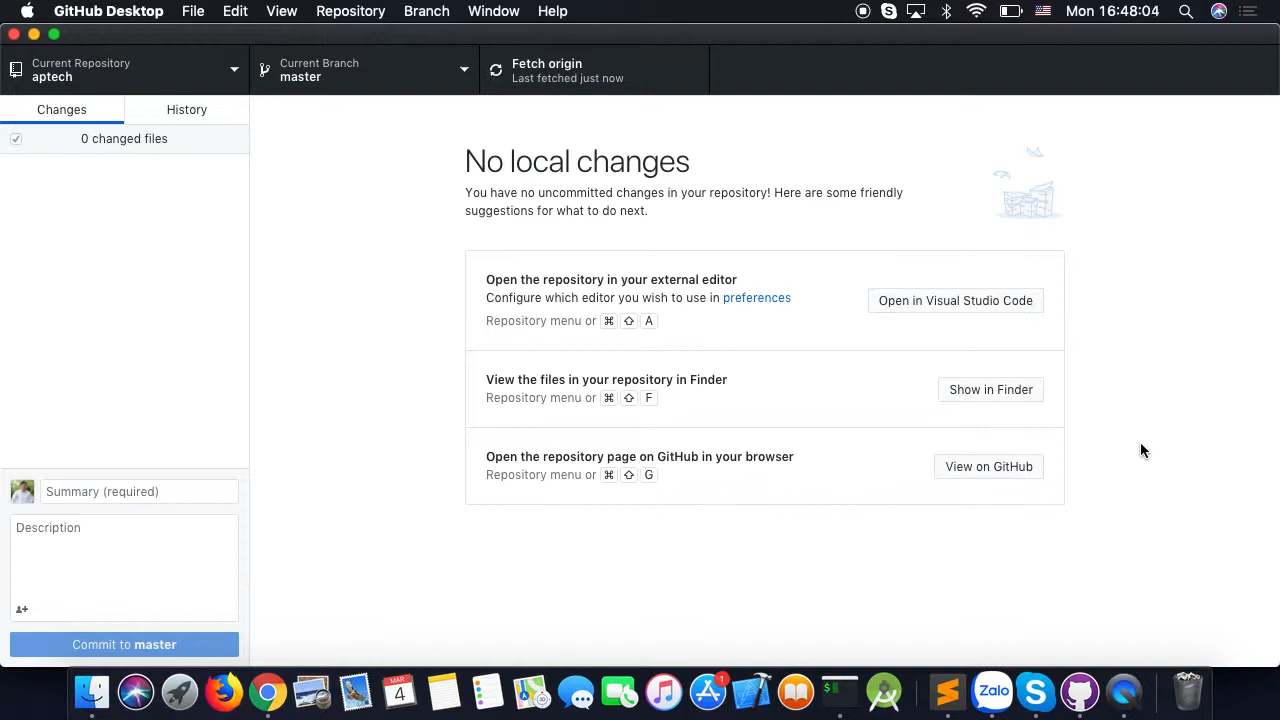 GitHub Desktop File Edit View Repository Branch Window Help Mon 16:48:04
Current Repository
aptech
Current Branch
master
Fetch origin
Last fetched just now
Changes History
0 changed files
No local changes
You have no uncommitted changes in your repository! Here are some friendly
suggestions for what to do next.
Open the repository in your external editor
Configure which editor you wish to use in preferences
Repository menu or ⌘ ⇧ A
Open in Visual Studio Code
View the files in your repository in Finder
Repository menu or ⌘ ⇧ F
Show in Finder
Open the repository page on GitHub in your browser
Repository menu or ⌘ ⇧ G
View on GitHub
Summary (required)
Description
Commit to master
MAR
4
1
$
Zalo